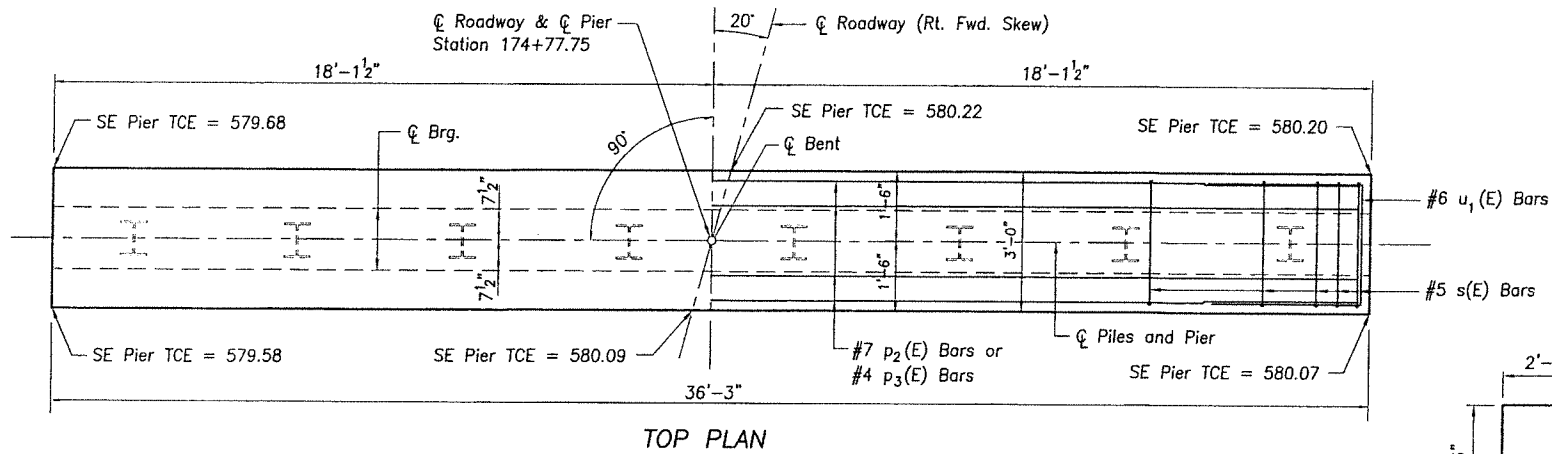 ℄ Roadway & ℄ Pier
Station 174+77.75
20°
℄ Roadway (Rt. Fwd. Skew)
18'-1½"
18'-1½"
SE Pier TCE = 579.68
℄ Brg.
90°
SE Pier TCE = 580.22
℄ Bent
SE Pier TCE = 580.20
7½"
7½"
1'-6"
1'-6"
3'-0"
#6 u₁(E) Bars
#5 s(E) Bars
℄ Piles and Pier
SE Pier TCE = 579.58
SE Pier TCE = 580.09
#7 p₂(E) Bars or
#4 p₃(E) Bars
SE Pier TCE = 580.07
36'-3"
TOP PLAN